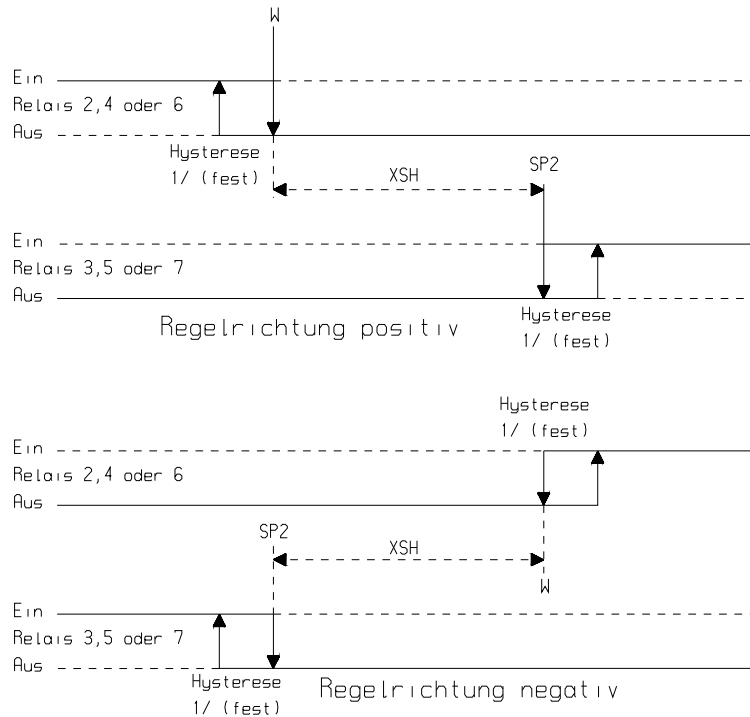 W
Ein
Relais 2,4 oder 6
Aus
Hysterese
1/ (fest)
XSH
SP2
Ein
Relais 3,5 oder 7
Aus
Hysterese
1/ (fest)
Regelrichtung positiv
Hysterese
1/ (fest)
Ein
Relais 2,4 oder 6
Aus
SP2
XSH
W
Ein
Relais 3,5 oder 7
Aus
Hysterese
1/ (fest)
Regelrichtung negativ